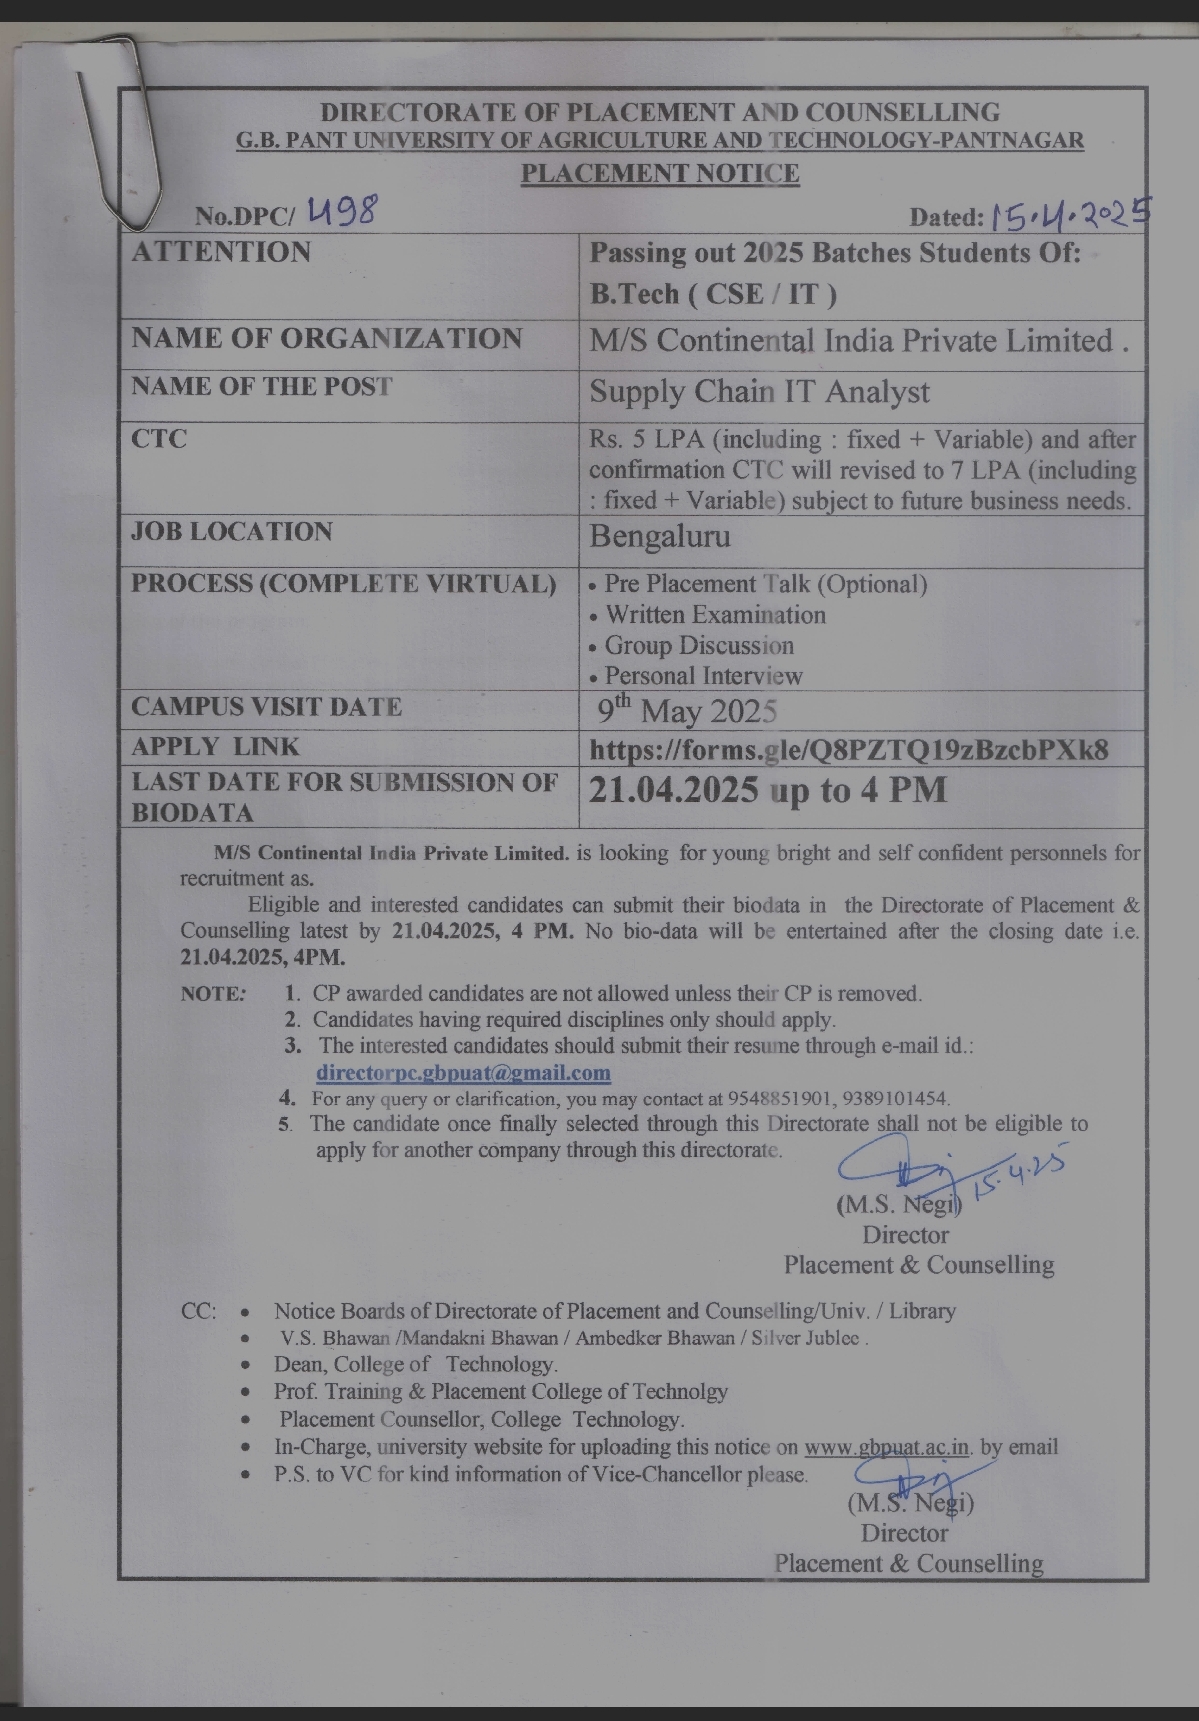 DIRECTORATE OF PLACEMENT AND COUNSELLING
G.B. PANT UNIVERSITY OF AGRICULTURE AND TECHNOLOGY-PANTNAGAR
PLACEMENT NOTICE
No.DPC/ 498
Dated: 15.4.2025
ATTENTION
Passing out 2025 Batches Students Of:
B.Tech ( CSE / IT )
NAME OF ORGANIZATION
M/S Continental India Private Limited .
NAME OF THE POST
Supply Chain IT Analyst
CTC
Rs. 5 LPA (including : fixed + Variable) and after
confirmation CTC will revised to 7 LPA (including
: fixed + Variable) subject to future business needs.
JOB LOCATION
Bengaluru
PROCESS (COMPLETE VIRTUAL)
• Pre Placement Talk (Optional)
• Written Examination
• Group Discussion
• Personal Interview
CAMPUS VISIT DATE
9th May 2025
APPLY LINK
https://forms.gle/Q8PZTQ19zBzcbPXk8
LAST DATE FOR SUBMISSION OF
BIODATA
21.04.2025 up to 4 PM
M/S Continental India Private Limited. is looking for young bright and self confident personnels for
recruitment as.
Eligible and interested candidates can submit their biodata in the Directorate of Placement &
Counselling latest by 21.04.2025, 4 PM. No bio-data will be entertained after the closing date i.e.
21.04.2025, 4PM.
NOTE: 1. CP awarded candidates are not allowed unless their CP is removed.
2. Candidates having required disciplines only should apply.
3. The interested candidates should submit their resume through e-mail id.:
directorpc.gbpuat@gmail.com
4. For any query or clarification, you may contact at 9548851901, 9389101454.
5. The candidate once finally selected through this Directorate shall not be eligible to
apply for another company through this directorate.
15.4.25
(M.S. Negi)
Director
Placement & Counselling
CC: • Notice Boards of Directorate of Placement and Counselling/Univ. / Library
• V.S. Bhawan /Mandakni Bhawan / Ambedker Bhawan / Silver Jublee .
• Dean, College of Technology.
• Prof. Training & Placement College of Technolgy
• Placement Counsellor, College Technology.
• In-Charge, university website for uploading this notice on www.gbpuat.ac.in. by email
• P.S. to VC for kind information of Vice-Chancellor please.
(M.S. Negi)
Director
Placement & Counselling